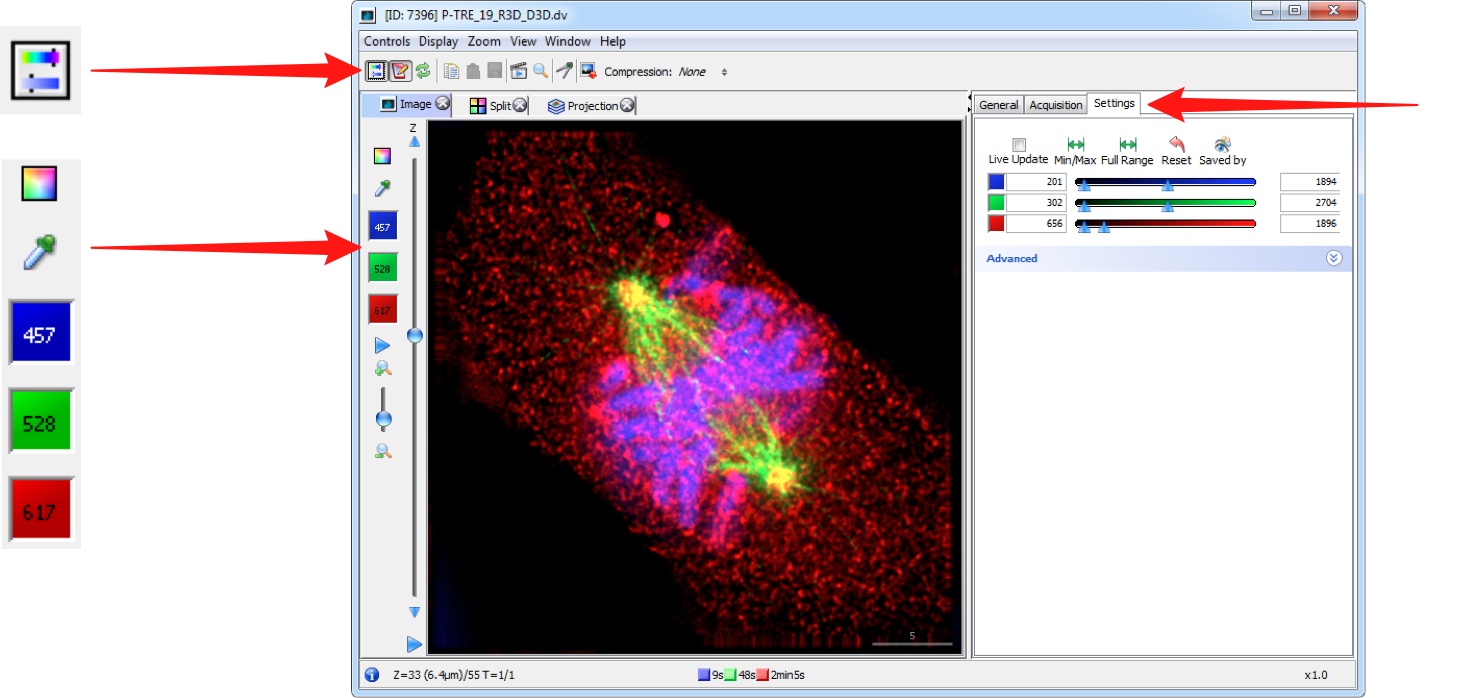 [ID: 7396] P-TRE_19_R3D_D3D.dv
Controls Display Zoom View Window Help
Compression: None
Image Split Projection
General Acquisition Settings
Z
Live Update Min/Max Full Range Reset Saved by
201 1894
302 2704
656 1896
Advanced
457
528
617
457
528
617
5
Z=33 (6.4µm)/55 T=1/1 9s 48s 2min5s x1.0